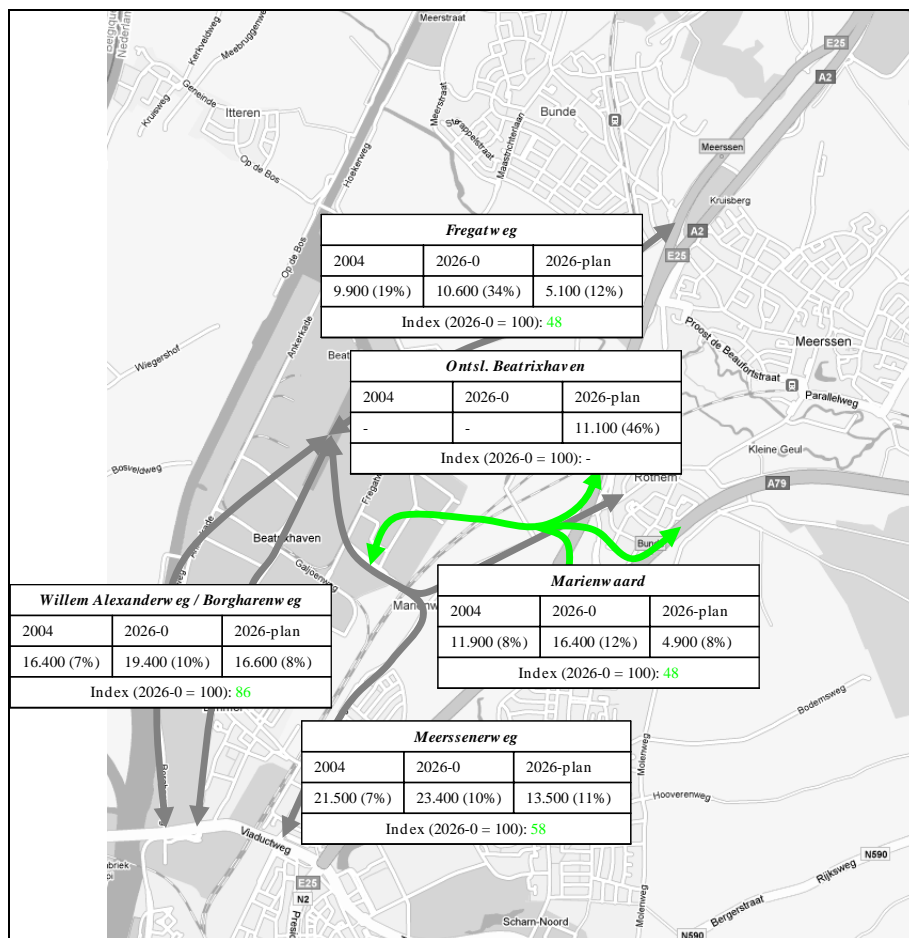 Meerstraat
E25
A2
België
Nederland
Kerkveldweg
Meebruggenweg
Kruisweg
Geneinde
Itteren
Op de Bos
Hoekerweg
Meerstraat
Maastrichterlaan
Bunde
Meerssen
Kruisberg
A2
E25
Op de Bos
Ankerkade
Wiegershof
Proost de Beaufortstraat
Meerssen
Parallelweg
Fregatweg
2004 2026-0 2026-plan
9.900 (19%) 10.600 (34%) 5.100 (12%)
Index (2026-0 = 100): 48
Ontsl. Beatrixhaven
2004 2026-0 2026-plan
- - 11.100 (46%)
Index (2026-0 = 100): -
Kleine Geul
Rothem
A79
Bosveldweg
Ankerkade
Beatrixhaven
Galjoenweg
Willem Alexanderweg / Borgharenweg
2004 2026-0 2026-plan
16.400 (7%) 19.400 (10%) 16.600 (8%)
Index (2026-0 = 100): 86
Marienwaard
2004 2026-0 2026-plan
11.900 (8%) 16.400 (12%) 4.900 (8%)
Index (2026-0 = 100): 48
Meerssenerweg
2004 2026-0 2026-plan
21.500 (7%) 23.400 (10%) 13.500 (11%)
Index (2026-0 = 100): 58
Bodemsweg
Molenweg
Hooverenweg
Viaductweg
E25
N2
Scharn-Noord
Molenweg
N590
Rijksweg
Bergerstraat
N590